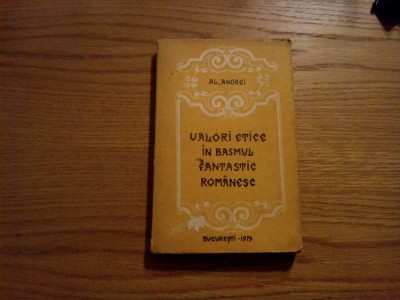 AL. ANDREI
VALORI ETICE
ÎN BASMUL
FANTASTIC
ROMÂNESC
BUCUREȘTI - 1979